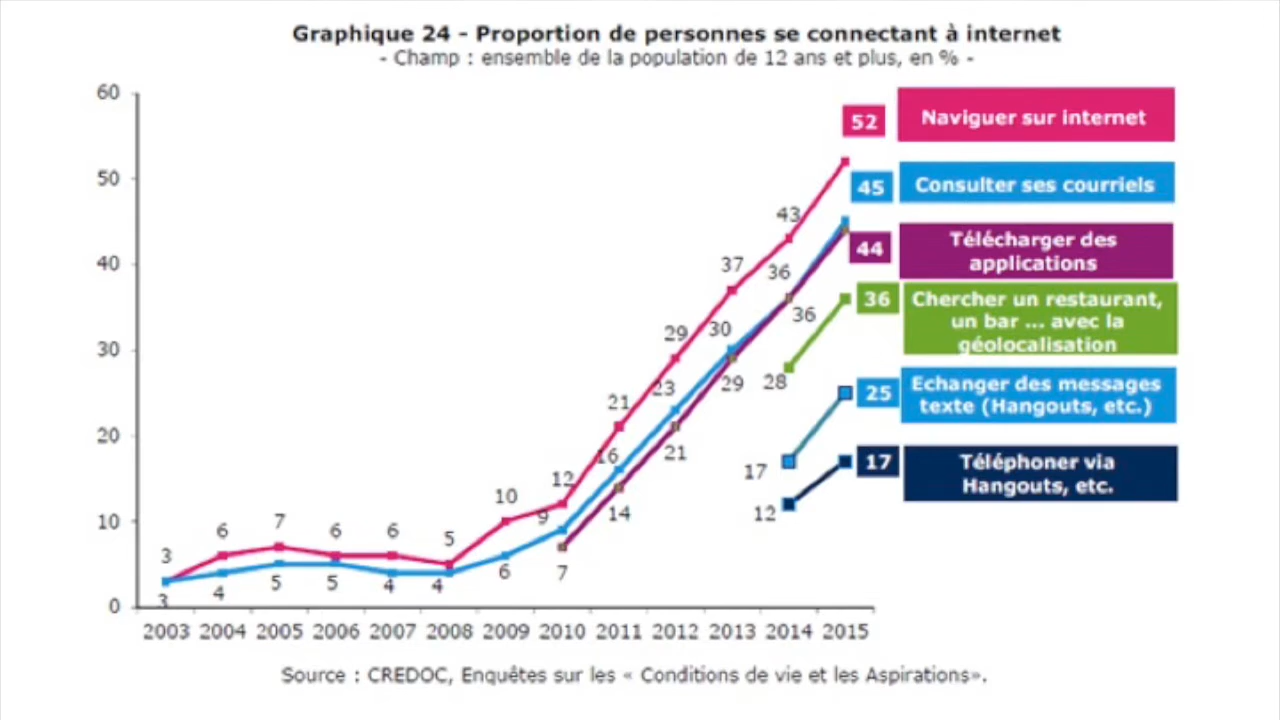 Graphique 24 - Proportion de personnes se connectant à internet
- Champ : ensemble de la population de 12 ans et plus, en % -
60
50
40
30
20
10
0
52 Naviguer sur internet
45 Consulter ses courriels
44 Télécharger des
applications
36 Chercher un restaurant,
un bar ... avec la
géolocalisation
25 Echanger des messages
texte (Hangouts, etc.)
17 Téléphoner via
Hangouts, etc.
3 6 7 6 6 5 10 12 21 29 37 43
3 4 5 5 4 4 6 9 16 23 30 36
7 14 21 29 36
28
17
12
2003 2004 2005 2006 2007 2008 2009 2010 2011 2012 2013 2014 2015
Source : CREDOC, Enquêtes sur les « Conditions de vie et les Aspirations».